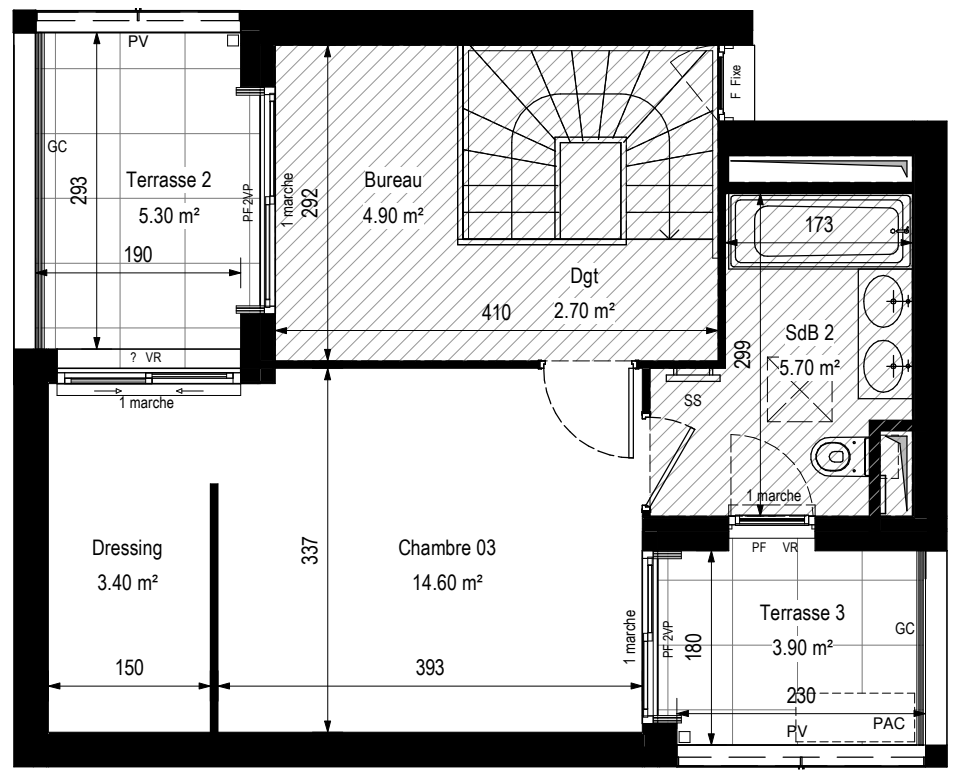 PV
GC
293
Terrasse 2
5.30 m²
190
PF 2VP
1 marche
? VR
1 marche
292
Bureau
4.90 m²
Dgt
2.70 m²
410
F Fixe
173
SdB 2
5.70 m²
299
SS
1 marche
PF VR
Dressing
3.40 m²
150
337
Chambre 03
14.60 m²
393
1 marche
PF 2VP
180
Terrasse 3
3.90 m²
GC
230
PV
PAC